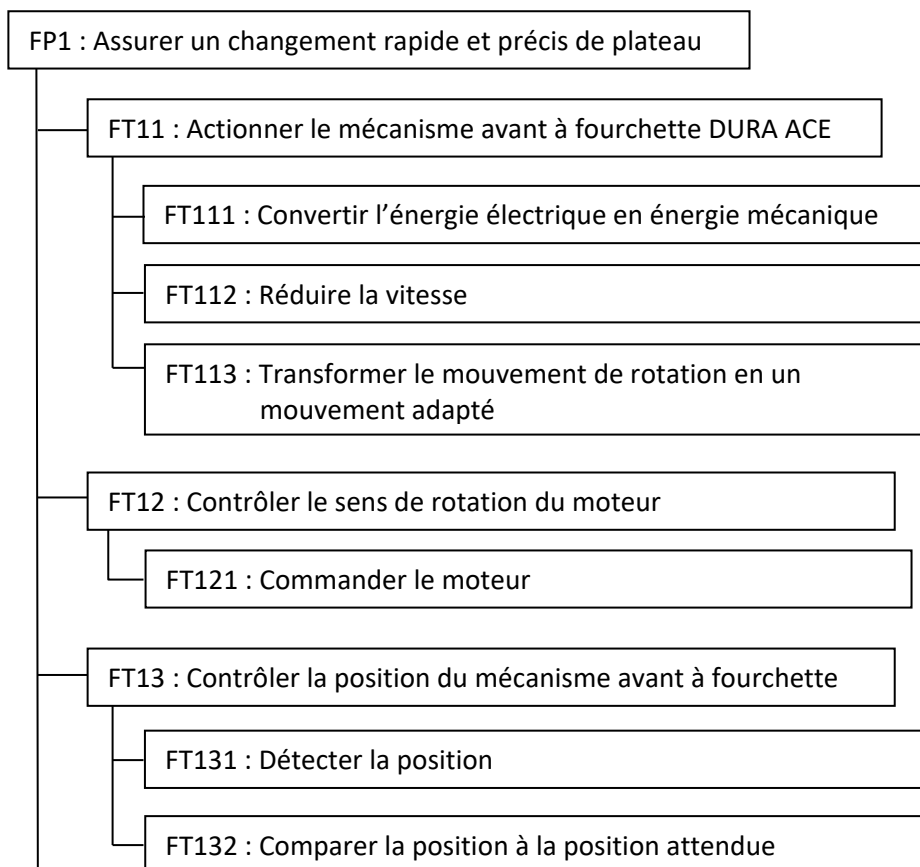 FP1 : Assurer un changement rapide et précis de plateau
FT11 : Actionner le mécanisme avant à fourchette DURA ACE
FT111 : Convertir l’énergie électrique en énergie mécanique
FT112 : Réduire la vitesse
FT113 : Transformer le mouvement de rotation en un
mouvement adapté
FT12 : Contrôler le sens de rotation du moteur
FT121 : Commander le moteur
FT13 : Contrôler la position du mécanisme avant à fourchette
FT131 : Détecter la position
FT132 : Comparer la position à la position attendue